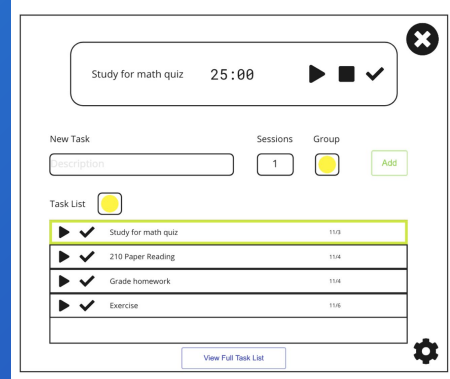 Study for math quiz 25:00
New Task Sessions Group
Description 1 Add
Task List
Study for math quiz 11/3
210 Paper Reading 11/4
Grade homework 11/4
Exercise 11/5
View Full Task List